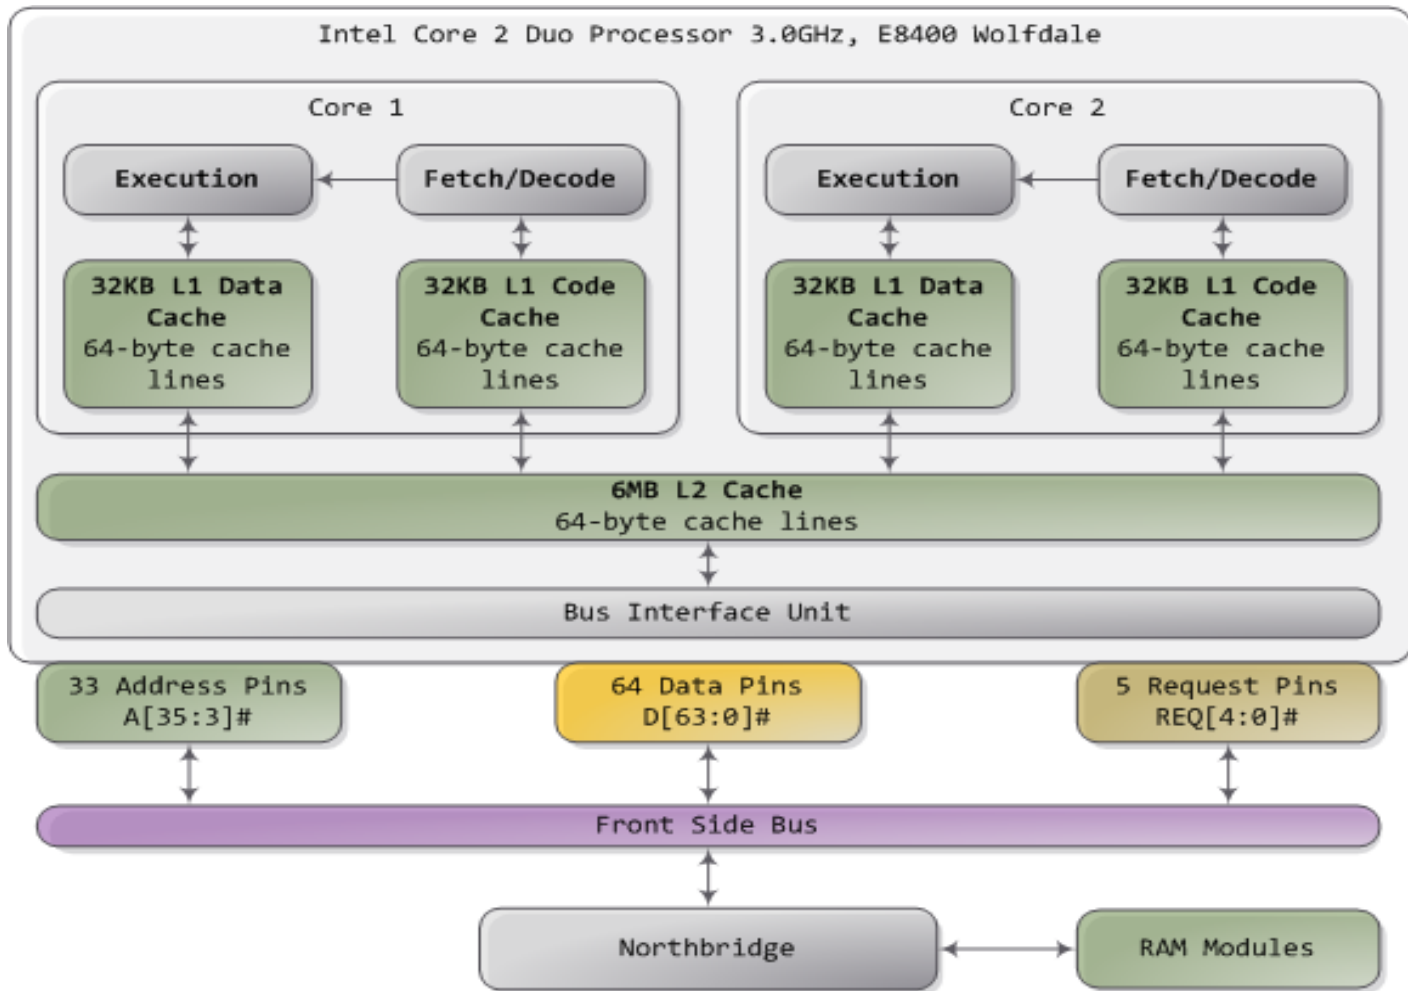 Intel Core 2 Duo Processor 3.0GHz, E8400 Wolfdale
Core 1
Execution
Fetch/Decode
32KB L1 Data
Cache
64-byte cache
lines
32KB L1 Code
Cache
64-byte cache
lines
Core 2
Execution
Fetch/Decode
32KB L1 Data
Cache
64-byte cache
lines
32KB L1 Code
Cache
64-byte cache
lines
6MB L2 Cache
64-byte cache lines
Bus Interface Unit
33 Address Pins
A[35:3]#
64 Data Pins
D[63:0]#
5 Request Pins
REQ[4:0]#
Front Side Bus
Northbridge
RAM Modules